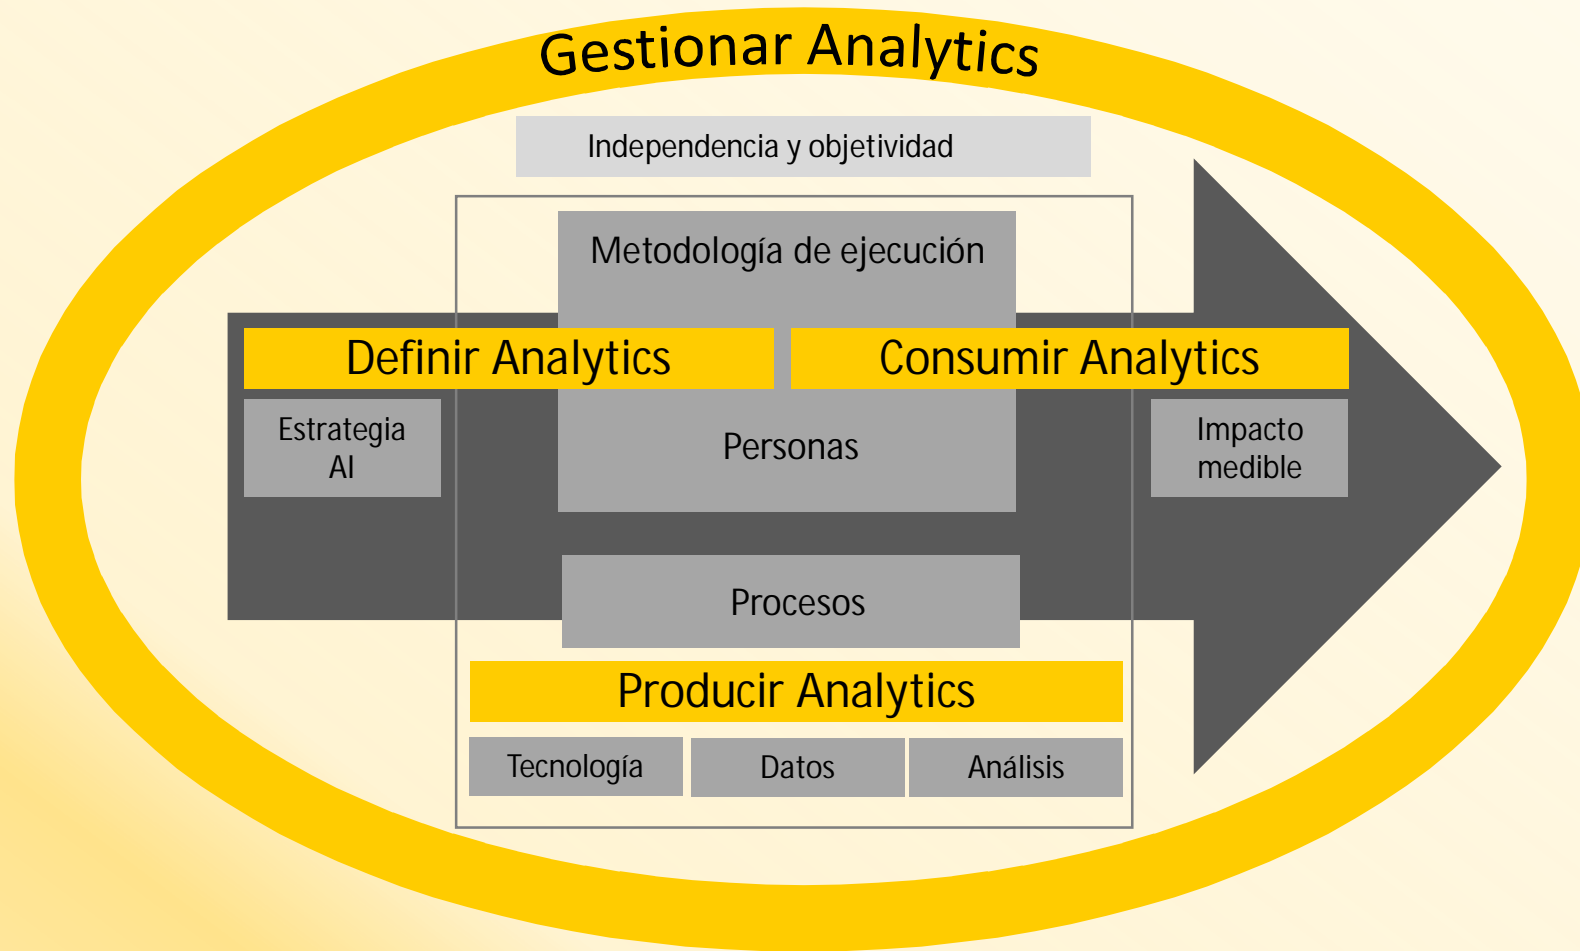 Gestionar Analytics
Independencia y objetividad
Metodología de ejecución
Definir Analytics
Consumir Analytics
Estrategia
AI
Personas
Impacto
medible
Procesos
Producir Analytics
Tecnología
Datos
Análisis